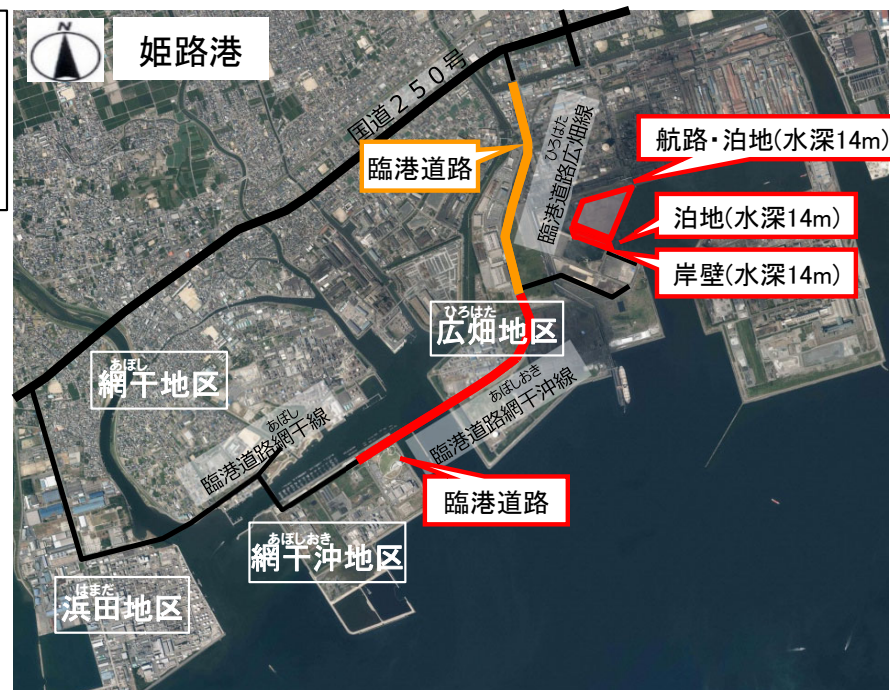 N
姫路港
国道250号
臨港道路
ひろはた
臨港道路広畑線
航路・泊地(水深14m)
泊地(水深14m)
岸壁(水深14m)
ひろはた
広畑地区
あぼし
網干地区
あぼし
臨港道路網干線
あぼしおき
臨港道路網干沖線
臨港道路
あぼしおき
網干沖地区
はまだ
浜田地区